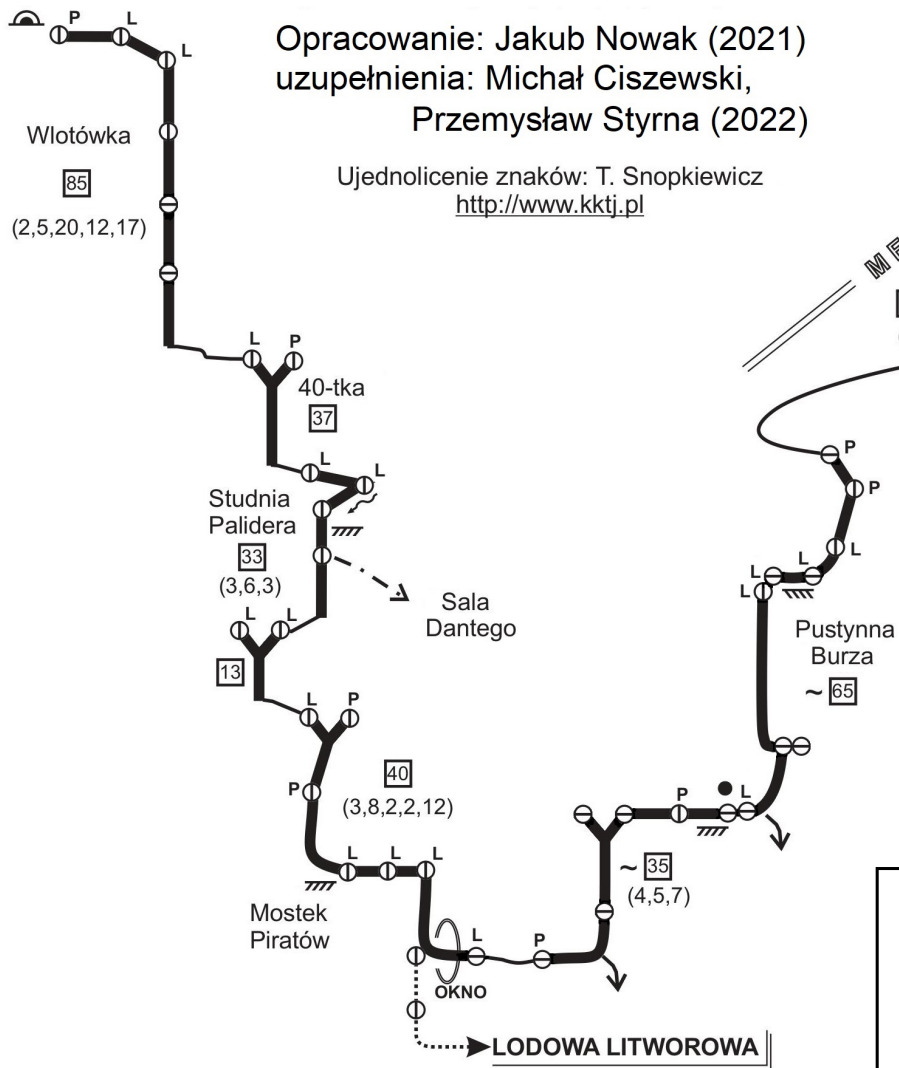 Opracowanie: Jakub Nowak (2021)
uzupełnienia: Michał Ciszewski,
Przemysław Styrna (2022)
Ujednolicenie znaków: T. Snopkiewicz
http://www.kktj.pl
P L
L
Wlotówka
85
(2,5,20,12,17)
L P
40-tka
37
L L
Studnia
Palidera
33
(3,6,3)
Sala
Dantego
L L
13
L P
P
40
(3,8,2,2,12)
L L L
Mostek
Piratów
L P
OKNO
LODOWA LITWOROWA
~ 35
(4,5,7)
P L
P
P
L
L L
L
Pustynna
Burza
~ 65